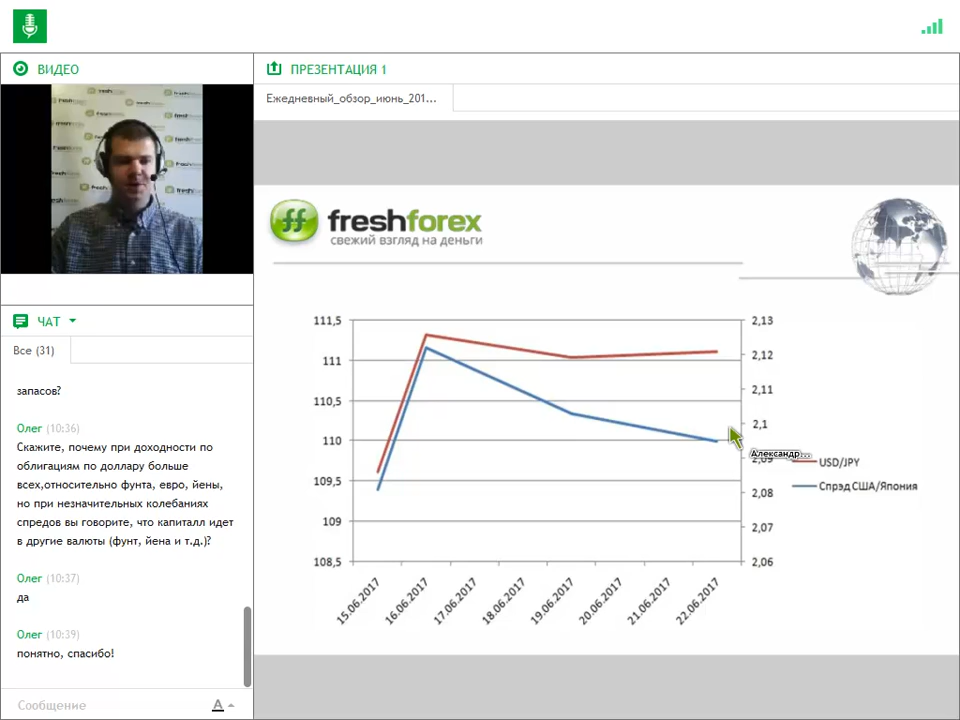 ВИДЕО
ПРЕЗЕНТАЦИЯ 1
Ежедневный_обзор_июнь_201...
freshforex
свежий взгляд на деньги
ЧАТ
Все (31)
запасов?
Олег (10:36)
Скажите, почему при доходности по
облигациям по доллару больше
всех,относительно фунта, евро, йены,
но при незначительных колебаниях
спредов вы говорите, что капиталл идет
в другие валюты (фунт, йена и т.д.)?
Олег (10:37)
да
Олег (10:39)
понятно, спасибо!
Сообщение
A
111,5
111
110,5
110
109,5
109
108,5
2,13
2,12
2,11
2,1
2,09
2,08
2,07
2,06
Александр...
USD/JPY
Спрэд США/Япония
15.06.2017
16.06.2017
17.06.2017
18.06.2017
19.06.2017
20.06.2017
21.06.2017
22.06.2017